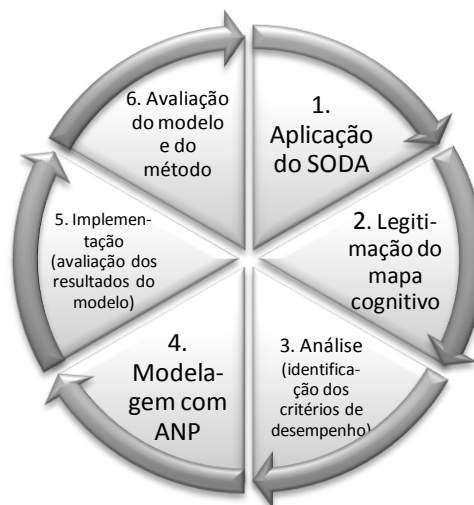 1.
Aplicação
do SODA
2. Legiti-
mação do
mapa
cognitivo
3. Análise
(identifica-
ção dos
critérios de
desempenho)
4.
Modela-
gem com
ANP
5. Implemen-
tação
(avaliação dos
resultados do
modelo)
6. Avaliação
do modelo
e do
método